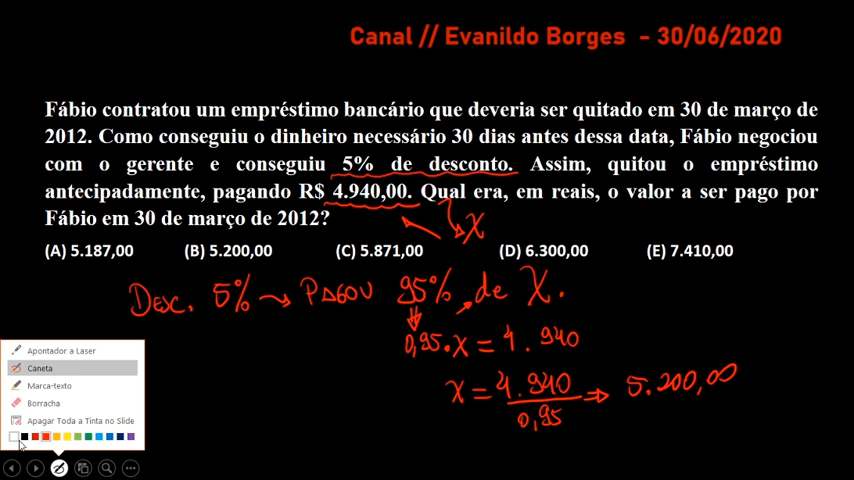 Canal // Evanildo Borges - 30/06/2020
Fábio contratou um empréstimo bancário que deveria ser quitado em 30 de março de
2012. Como conseguiu o dinheiro necessário 30 dias antes dessa data, Fábio negociou
com o gerente e conseguiu 5% de desconto. Assim, quitou o empréstimo
antecipadamente, pagando R$ 4.940,00. Qual era, em reais, o valor a ser pago por
Fábio em 30 de março de 2012?
X
(A) 5.187,00 (B) 5.200,00 (C) 5.871,00 (D) 6.300,00 (E) 7.410,00
Desc. 5% → PAGOU 95% de X.
0,95 . X = 4.940
X = 4.940 / 0,95 → 5.200,00
Apontador a Laser
Caneta
Marca-texto
Borracha
Apagar Toda a Tinta no Slide